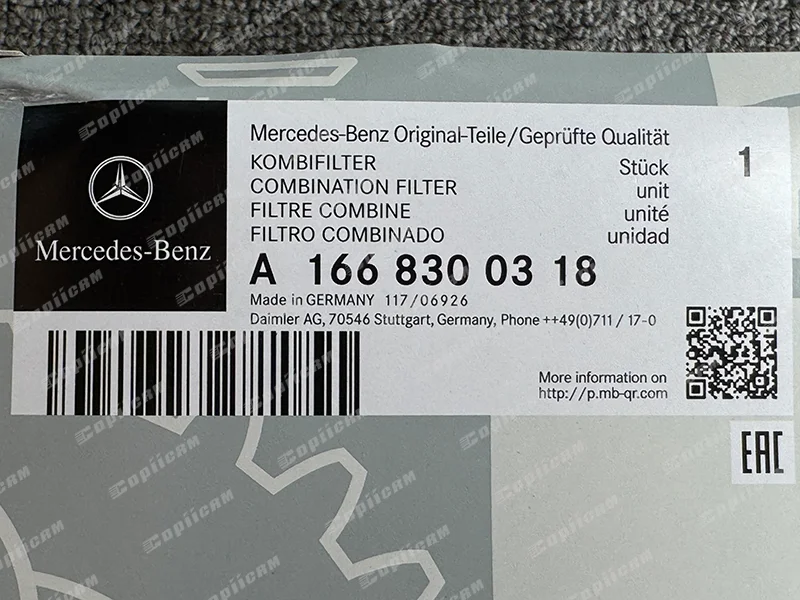 Mercedes-Benz
Mercedes-Benz Original-Teile/Geprüfte Qualität
KOMBIFILTER Stück 1
COMBINATION FILTER unit
FILTRE COMBINE unité
FILTRO COMBINADO unidad
A 166 830 03 18
Made in GERMANY 117/06926
Daimler AG, 70546 Stuttgart, Germany, Phone ++49(0)711 / 17-0
More information on
http://p.mb-qr.com
EAC
Copiicam